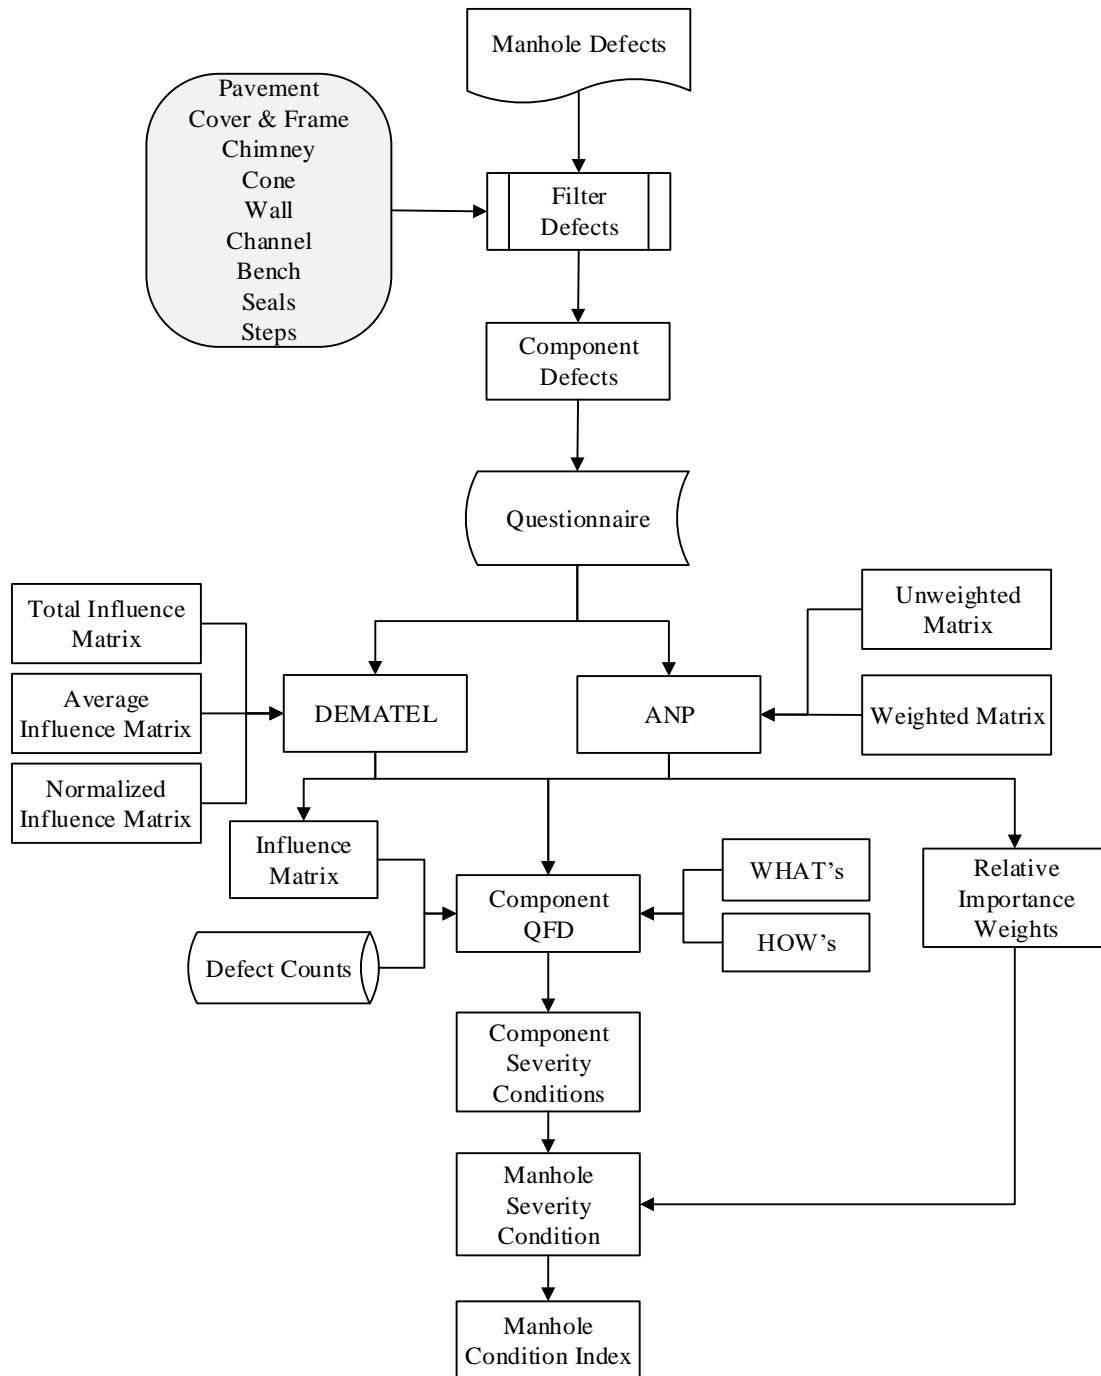 Manhole Defects
Pavement
Cover & Frame
Chimney
Cone
Wall
Channel
Bench
Seals
Steps
Filter
Defects
Component
Defects
Questionnaire
Total Influence
Matrix
Average
Influence Matrix
Normalized
Influence Matrix
DEMATEL
ANP
Unweighted
Matrix
Weighted Matrix
Influence
Matrix
Defect Counts
Component
QFD
WHAT's
HOW's
Relative
Importance
Weights
Component
Severity
Conditions
Manhole
Severity
Condition
Manhole
Condition Index